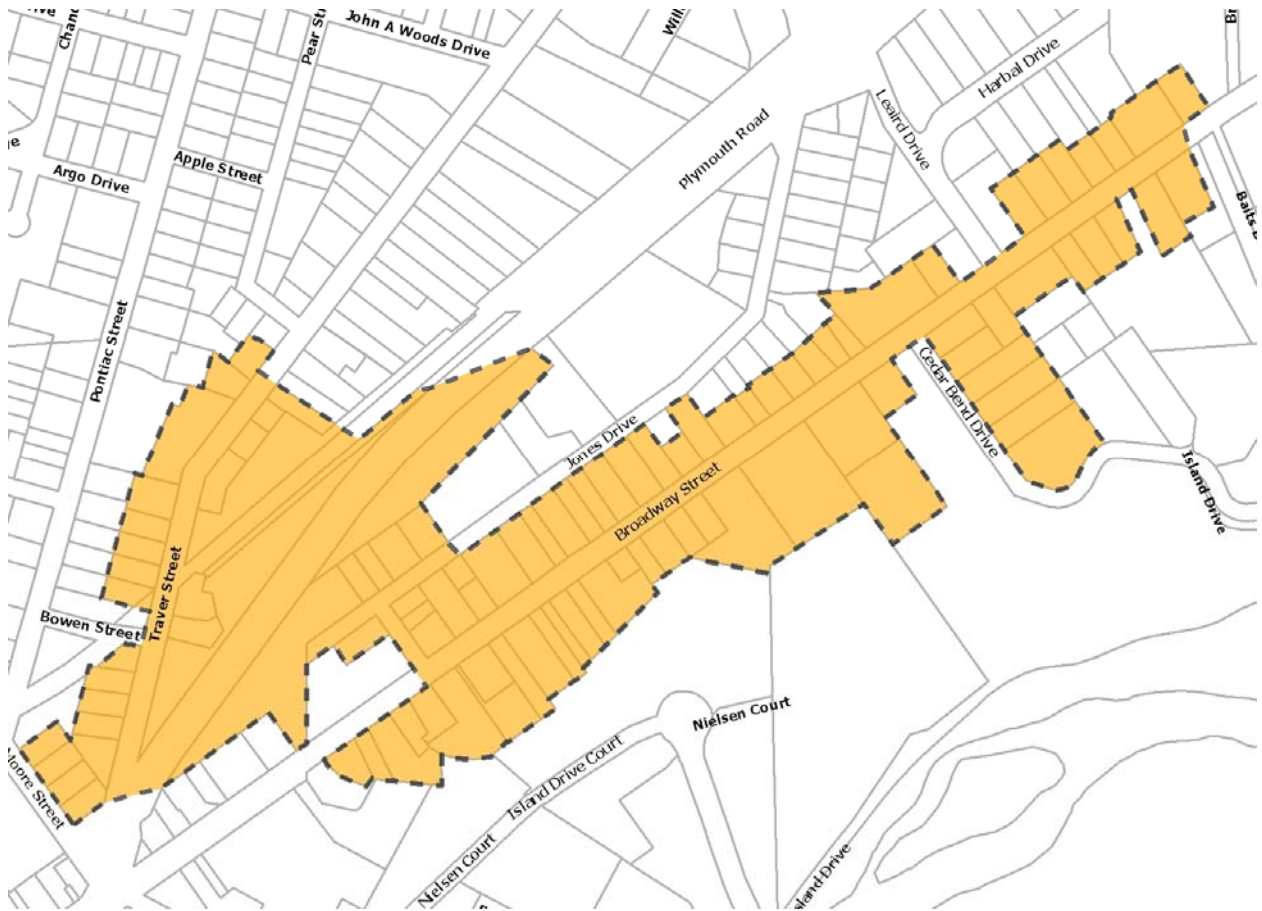 John A Woods Drive
Harbal Drive
Plymouth Road
Leaird Drive
Apple Street
Argo Drive
Pontiac Street
Cedar Bend Drive
Jones Drive
Broadway Street
Island Drive
Traver Street
Bowen Street
Nielsen Court
Island Drive Court
Nielsen Court